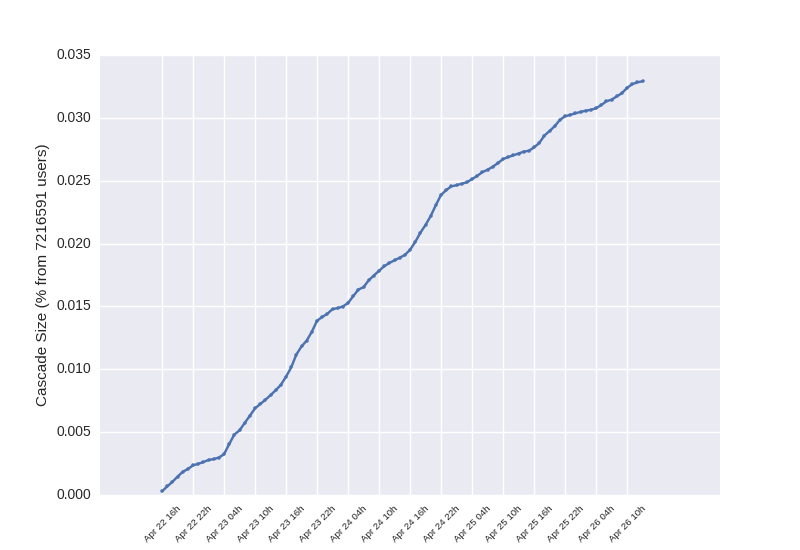 0.035
0.030
0.025
0.020
0.015
0.010
0.005
0.000
Cascade Size (% from 7216591 users)
Apr 22 16h
Apr 22 22h
Apr 23 04h
Apr 23 10h
Apr 23 16h
Apr 23 22h
Apr 24 04h
Apr 24 10h
Apr 24 16h
Apr 24 22h
Apr 25 04h
Apr 25 10h
Apr 25 16h
Apr 25 22h
Apr 26 04h
Apr 26 10h